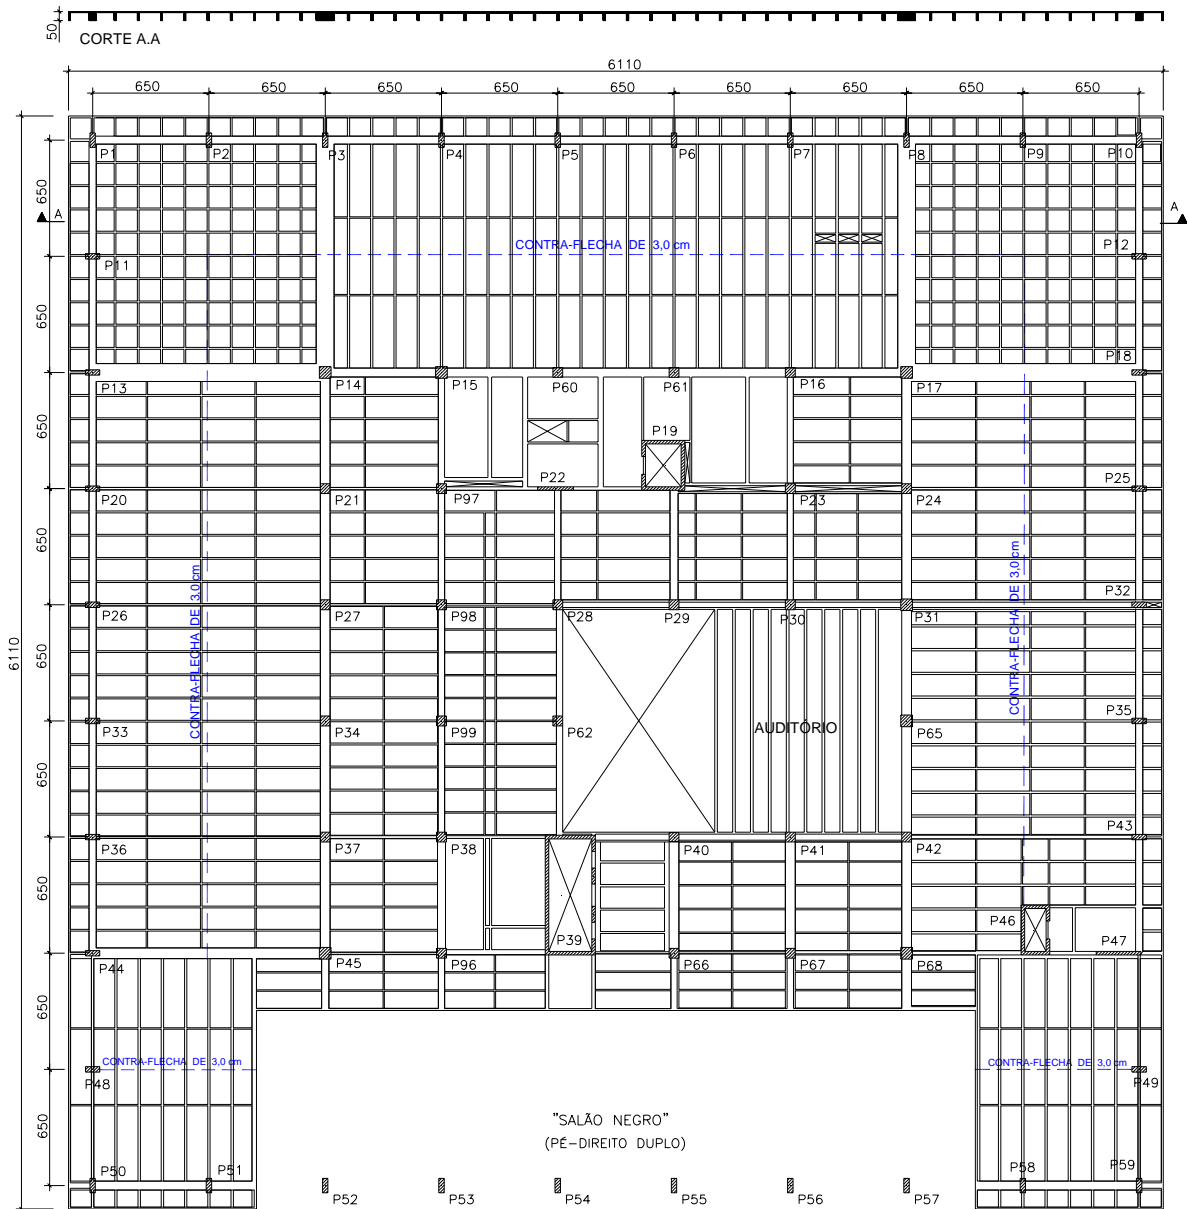 50
CORTE A.A
6110
650 650 650 650 650 650 650 650 650
P1 P2 P3 P4 P5 P6 P7 P8 P9 P10
650
A A
CONTRA-FLECHA DE 3,0 cm
P11 P12
650
P18
P13 P14 P15 P60 P61 P16 P17
650
P19
P22
P20 P21 P97 P23 P24 P25
650
CONTRA-FLECHA DE 3,0 cm
CONTRA-FLECHA DE 3,0 cm
P32
P26 P27 P98 P28 P29 P30 P31
650
6110
P35
P33 P34 P99 P62 AUDITÓRIO P65
650
P43
P36 P37 P38 P40 P41 P42
650
P46
P39 P47
P44 P45 P96 P66 P67 P68
650
CONTRA-FLECHA DE 3,0 cm CONTRA-FLECHA DE 3,0 cm
P48 P49
650
"SALÃO NEGRO"
(PÉ-DIREITO DUPLO)
P50 P51 P58 P59
P52 P53 P54 P55 P56 P57